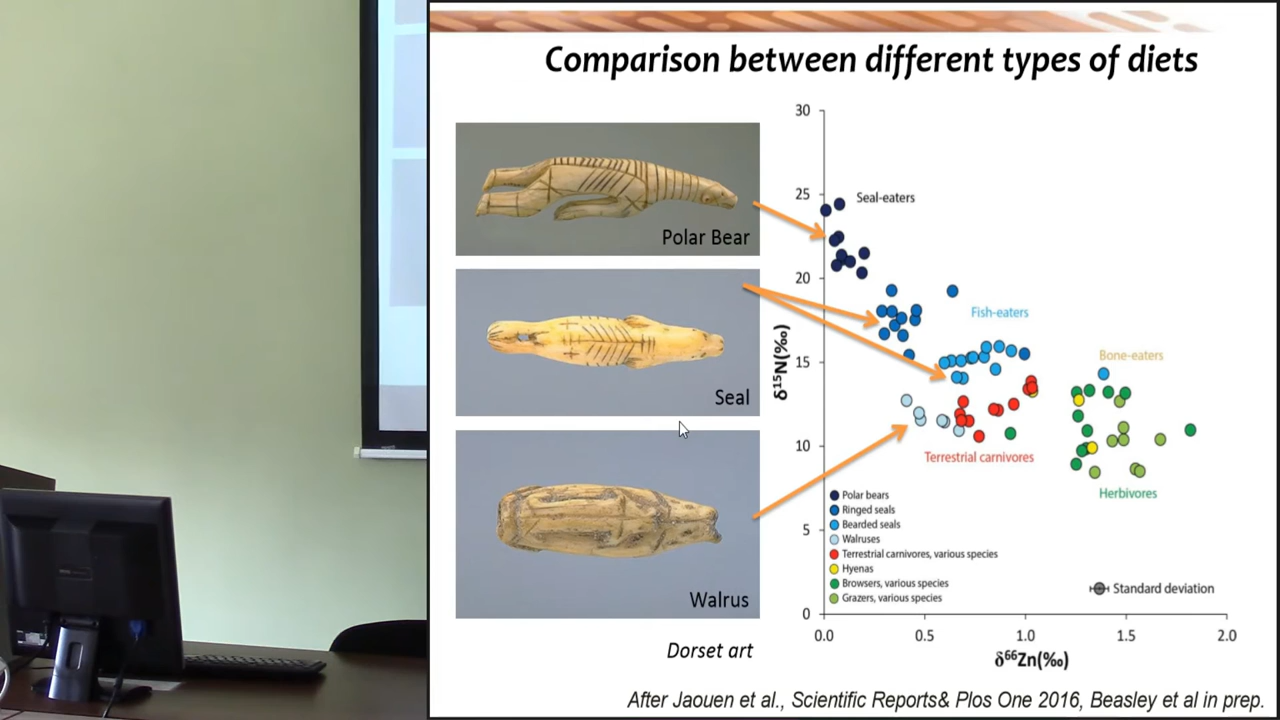 Comparison between different types of diets
Polar Bear
Seal
Walrus
Dorset art
30
25
20
15
10
5
0
δ¹⁵N(‰)
Seal-eaters
Fish-eaters
Bone-eaters
Terrestrial carnivores
Herbivores
Polar bears
Ringed seals
Bearded seals
Walruses
Terrestrial carnivores, various species
Hyenas
Browsers, various species
Grazers, various species
Standard deviation
0.0 0.5 1.0 1.5 2.0
δ⁶⁶Zn(‰)
After Jaouen et al., Scientific Reports& Plos One 2016, Beasley et al in prep.